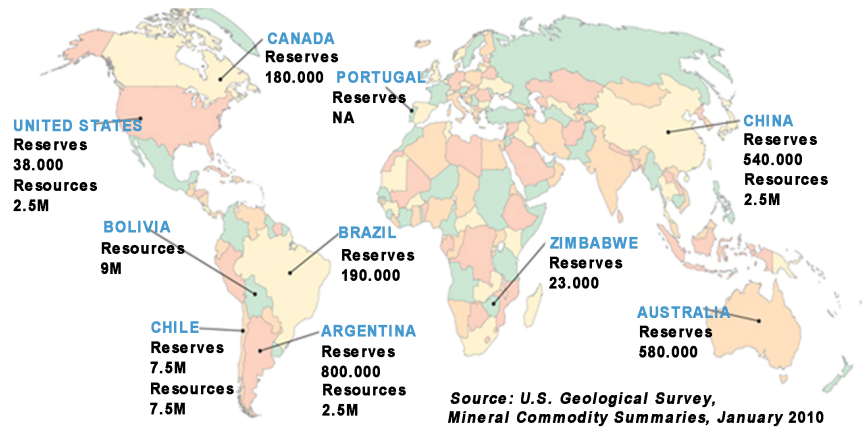 CANADA
Reserves
180.000
PORTUGAL
Reserves
NA
UNITED STATES
Reserves
38.000
Resources
2.5M
CHINA
Reserves
540.000
Resources
2.5M
BOLIVIA
Resources
9M
BRAZIL
Reserves
190.000
ZIMBABWE
Reserves
23.000
CHILE
Reserves
7.5M
Resources
7.5M
ARGENTINA
Reserves
800.000
Resources
2.5M
AUSTRALIA
Reserves
580.000
Source: U.S. Geological Survey,
Mineral Commodity Summaries, January 2010